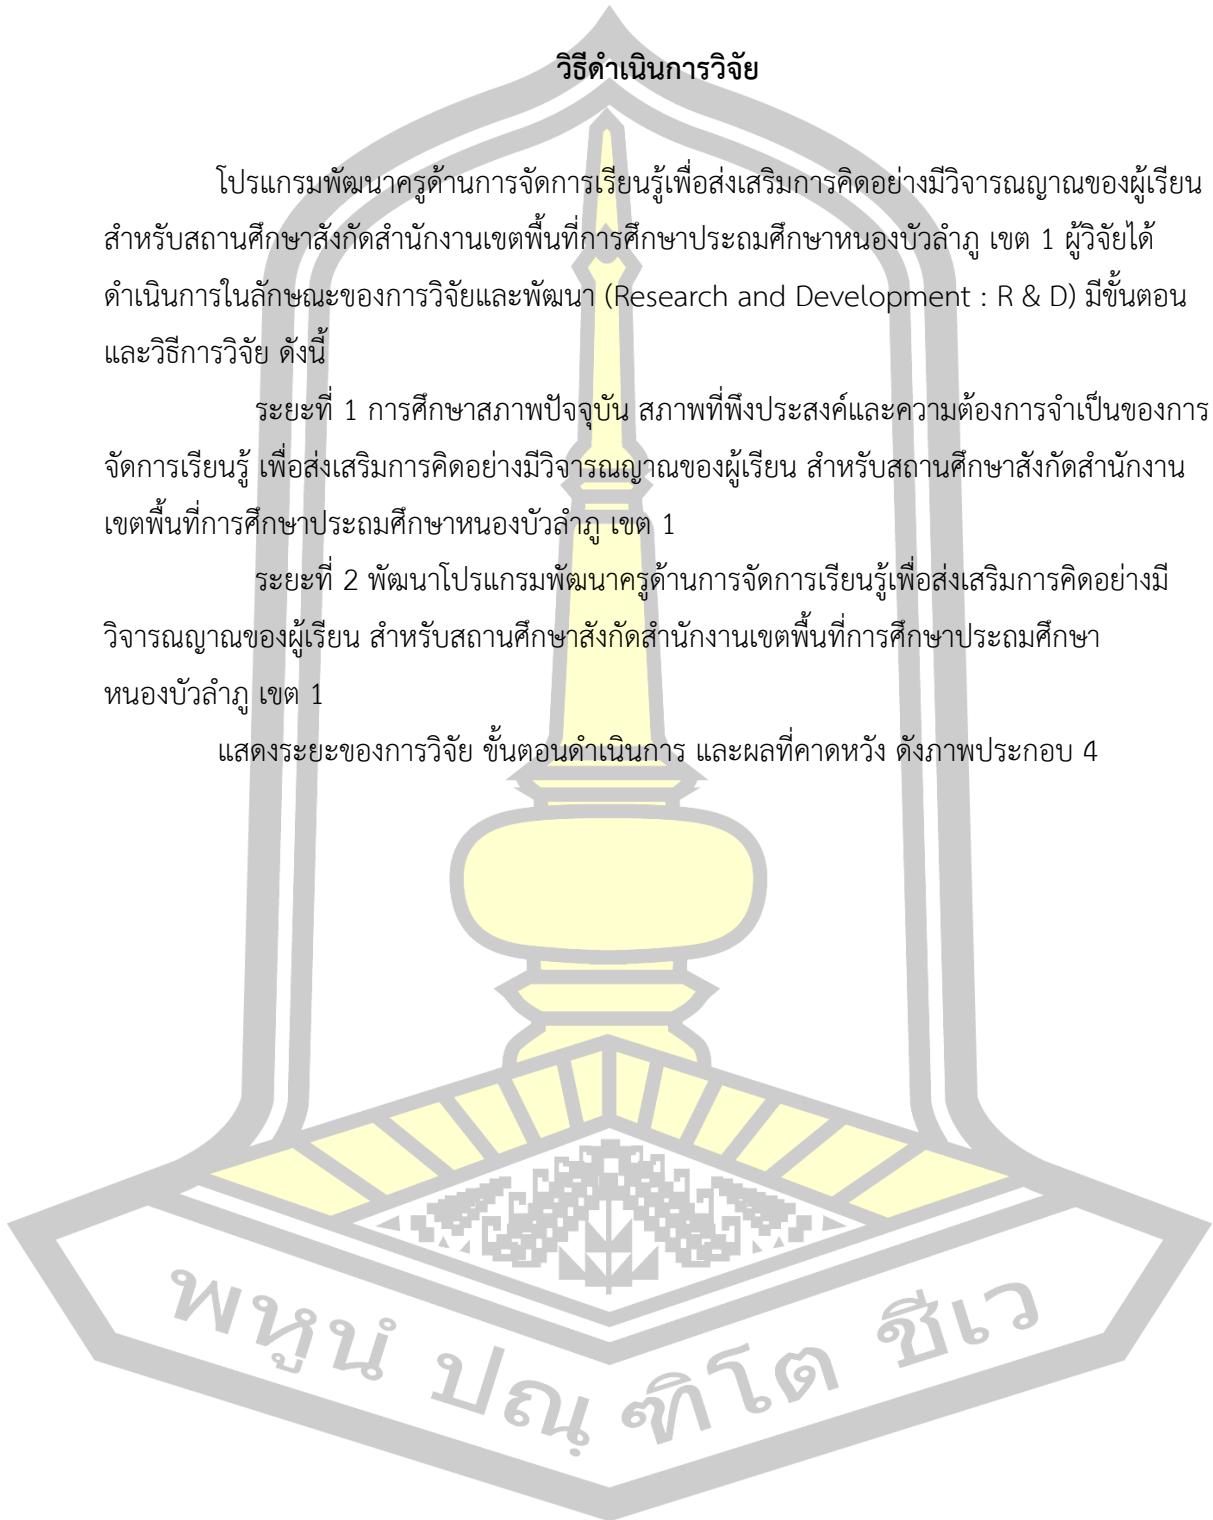 วิธีดำเนินการวิจัย
โปรแกรมพัฒนาครูด้านการจัดการเรียนรู้เพื่อส่งเสริมการคิดอย่างมีวิจารณญาณของผู้เรียน
สำหรับสถานศึกษาสังกัดสำนักงานเขตพื้นที่การศึกษาประถมศึกษาหนองบัวลำภู เขต 1 ผู้วิจัยได้
ดำเนินการในลักษณะของการวิจัยและพัฒนา (Research and Development : R & D) มีขั้นตอน
และวิธีการวิจัย ดังนี้
ระยะที่ 1 การศึกษาสภาพปัจจุบัน สภาพที่พึงประสงค์และความต้องการจำเป็นของการ
จัดการเรียนรู้ เพื่อส่งเสริมการคิดอย่างมีวิจารณญาณของผู้เรียน สำหรับสถานศึกษาสังกัดสำนักงาน
เขตพื้นที่การศึกษาประถมศึกษาหนองบัวลำภู เขต 1
ระยะที่ 2 พัฒนาโปรแกรมพัฒนาครูด้านการจัดการเรียนรู้เพื่อส่งเสริมการคิดอย่างมี
วิจารณญาณของผู้เรียน สำหรับสถานศึกษาสังกัดสำนักงานเขตพื้นที่การศึกษาประถมศึกษา
หนองบัวลำภู เขต 1
แสดงระยะของการวิจัย ขั้นตอนดำเนินการ และผลที่คาดหวัง ดังภาพประกอบ 4
พหูนํ ปณฺ ฑิโต ชีเว